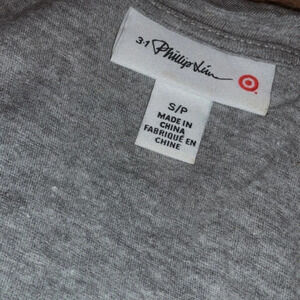 3.1 Phillip Lim
S/P
MADE IN
CHINA
FABRIQUÉ EN
CHINE